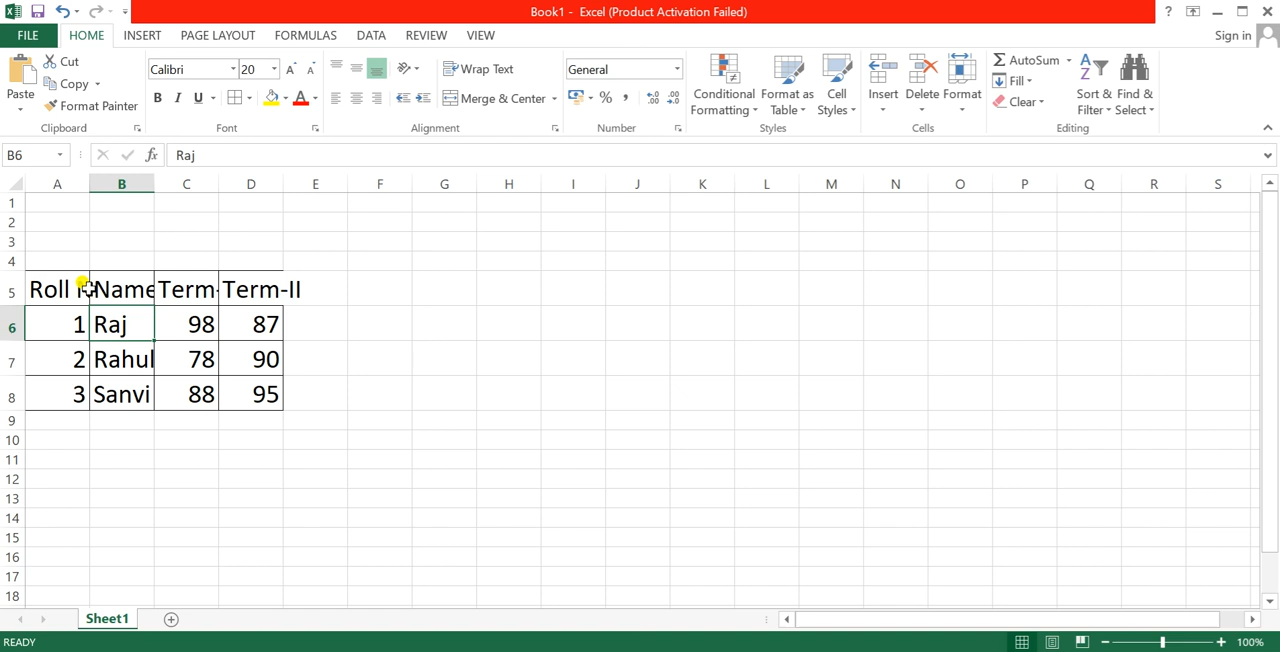 Book1 - Excel (Product Activation Failed)
?
FILE HOME INSERT PAGE LAYOUT FORMULAS DATA REVIEW VIEW Sign in
Paste
Cut
Copy
Format Painter
Clipboard
Calibri 20
A A
B I U A
Font
Wrap Text
Merge & Center
Alignment
General
% ,
Number
Conditional Formatting
Format as Table
Cell Styles
Styles
Insert Delete Format
Cells
AutoSum
Fill
Clear
Sort & Filter
Find & Select
Editing
B6 fx Raj
A B C D E F G H I J K L M N O P Q R S
1
2
3
4
5 Roll Name Term- Term-II
6 1 Raj 98 87
7 2 Rahul 78 90
8 3 Sanvi 88 95
9
10
11
12
13
14
15
16
17
18
Sheet1
READY 100%